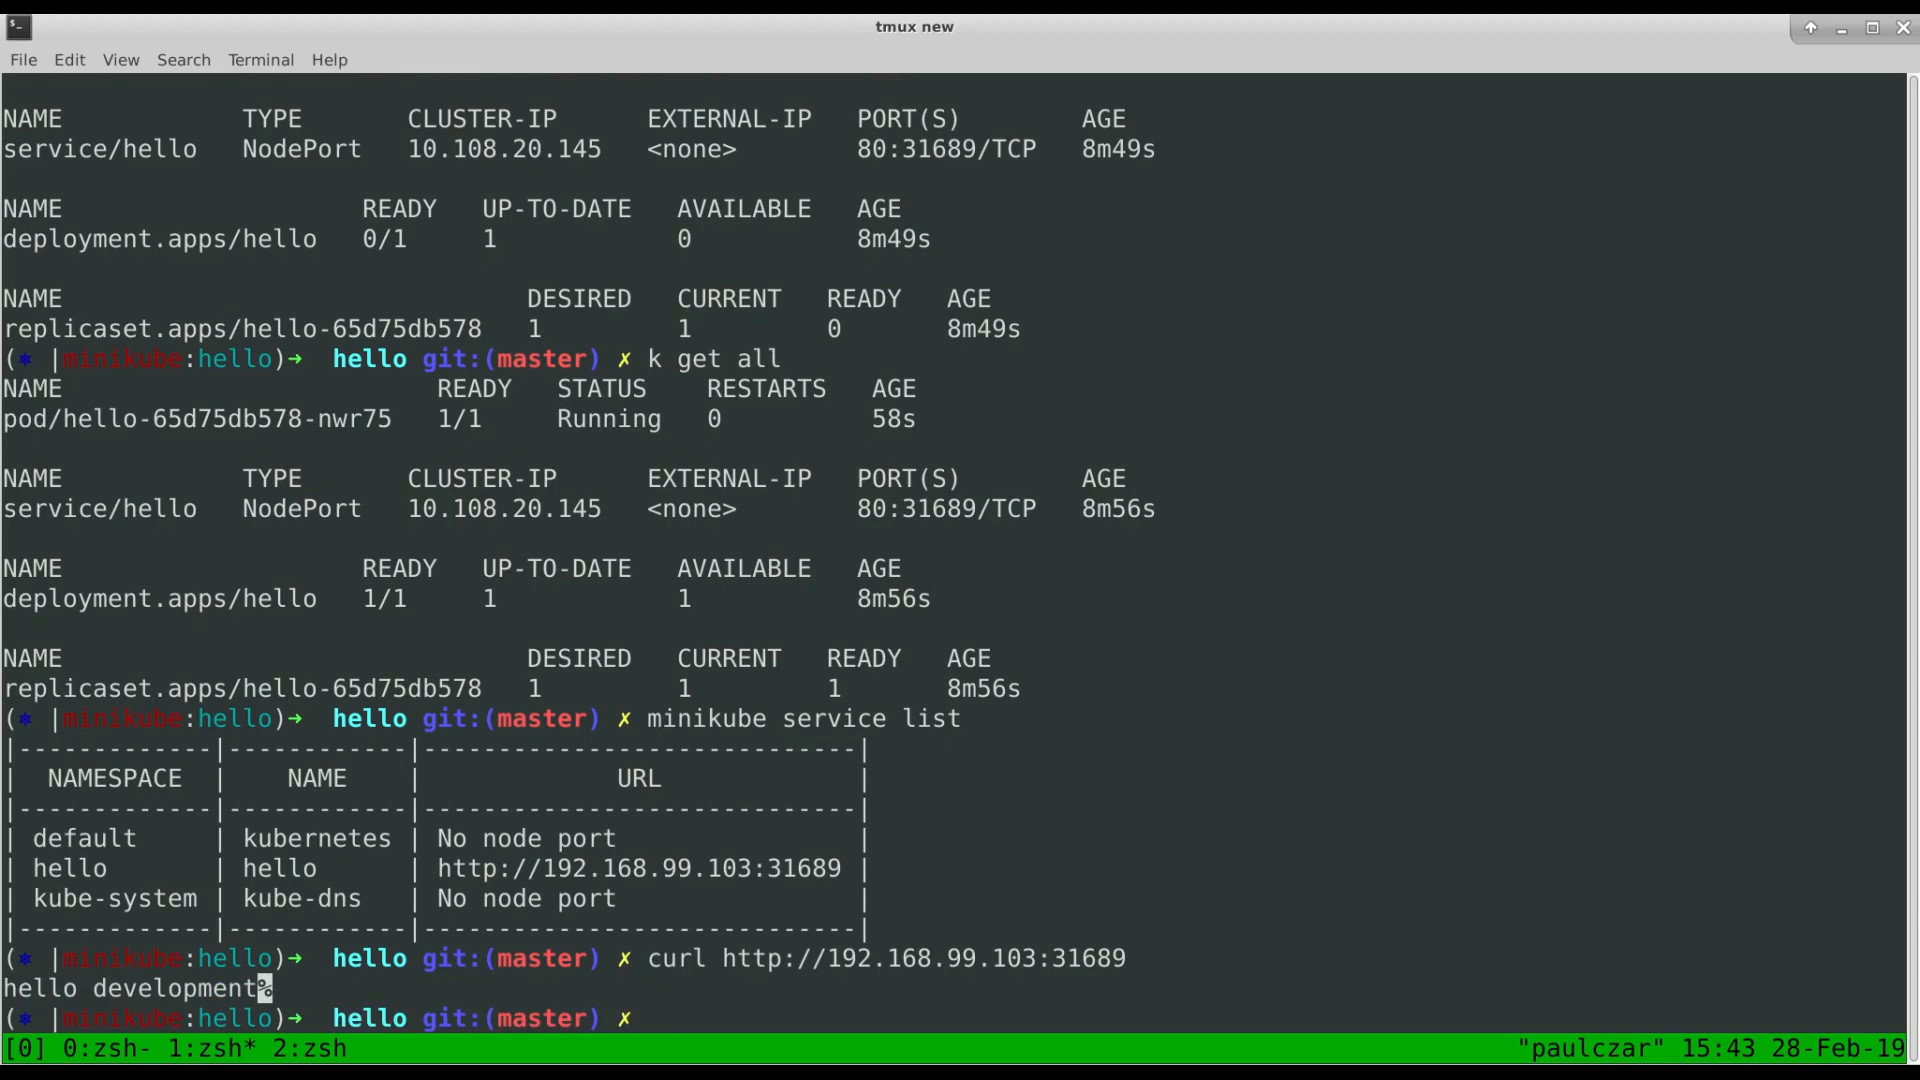 tmux new
File Edit View Search Terminal Help
NAME TYPE CLUSTER-IP EXTERNAL-IP PORT(S) AGE
service/hello NodePort 10.108.20.145 <none> 80:31689/TCP 8m49s
NAME READY UP-TO-DATE AVAILABLE AGE
deployment.apps/hello 0/1 1 0 8m49s
NAME DESIRED CURRENT READY AGE
replicaset.apps/hello-65d75db578 1 1 0 8m49s
(⎈ |minikube:hello)➜ hello git:(master) ✗ k get all
NAME READY STATUS RESTARTS AGE
pod/hello-65d75db578-nwr75 1/1 Running 0 58s
NAME TYPE CLUSTER-IP EXTERNAL-IP PORT(S) AGE
service/hello NodePort 10.108.20.145 <none> 80:31689/TCP 8m56s
NAME READY UP-TO-DATE AVAILABLE AGE
deployment.apps/hello 1/1 1 1 8m56s
NAME DESIRED CURRENT READY AGE
replicaset.apps/hello-65d75db578 1 1 1 8m56s
(⎈ |minikube:hello)➜ hello git:(master) ✗ minikube service list
|-------------|------------|-----------------------------|
| NAMESPACE | NAME | URL |
|-------------|------------|-----------------------------|
| default | kubernetes | No node port |
| hello | hello | http://192.168.99.103:31689 |
| kube-system | kube-dns | No node port |
|-------------|------------|-----------------------------|
(⎈ |minikube:hello)➜ hello git:(master) ✗ curl http://192.168.99.103:31689
hello development%
(⎈ |minikube:hello)➜ hello git:(master) ✗
[0] 0:zsh- 1:zsh* 2:zsh "paulczar" 15:43 28-Feb-19